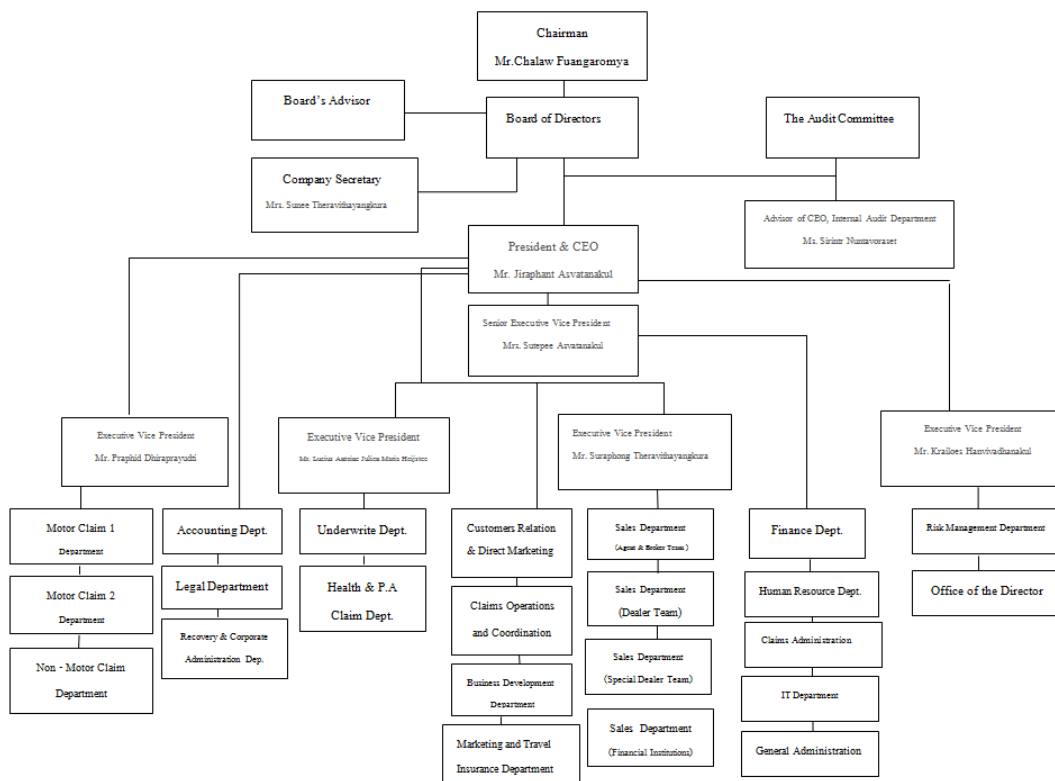 Chairman
Mr.Chalaw Fuangaromya
Board's Advisor
Board of Directors
The Audit Committee
Company Secretary
Mrs. Sunee Theravithayangkura
Advisor of CEO, Internal Audit Department
Ms. Sirintr Nuntavoraset
President & CEO
Mr. Jiraphant Asvatanakul
Senior Executive Vice President
Mrs. Sutepee Asvatanakul
Executive Vice President
Mr. Praphid Dhiraprayudti
Executive Vice President
Mr. Lucius Antoine Julien Maria
Executive Vice President
Mr. Suraphong Theravithayangkura
Executive Vice President
Mr. Krailoes Hanvivadhanakul
Motor Claim 1
Department
Motor Claim 2
Department
Non - Motor Claim
Department
Accounting Dept.
Legal Department
Recovery & Corporate
Administration Dep.
Underwrite Dept.
Health & P.A
Claim Dept.
Customers Relation
& Direct Marketing
Claims Operations
and Coordination
Business Development
Department
Marketing and Travel
Insurance Department
Sales Department
(Agent & Broker Team)
Sales Department
(Dealer Team)
Sales Department
(Special Dealer Team)
Sales Department
(Financial Institutions)
Finance Dept.
Human Resource Dept.
Claims Administration
IT Department
General Administration
Risk Management Department
Office of the Director